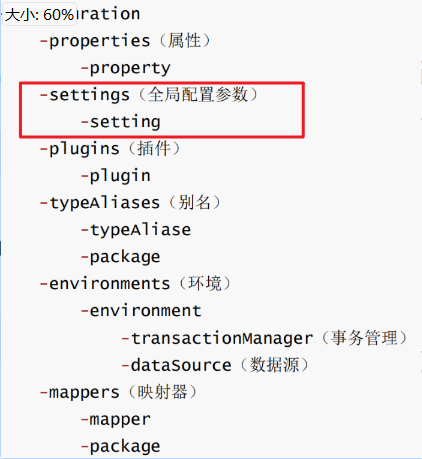 大小: 60%
uration
-properties（属性）
-property
-settings（全局配置参数）
-setting
-plugins（插件）
-plugin
-typeAliases（别名）
-typeAliase
-package
-environments（环境）
-environment
-transactionManager（事务管理）
-dataSource（数据源）
-mappers（映射器）
-mapper
-package